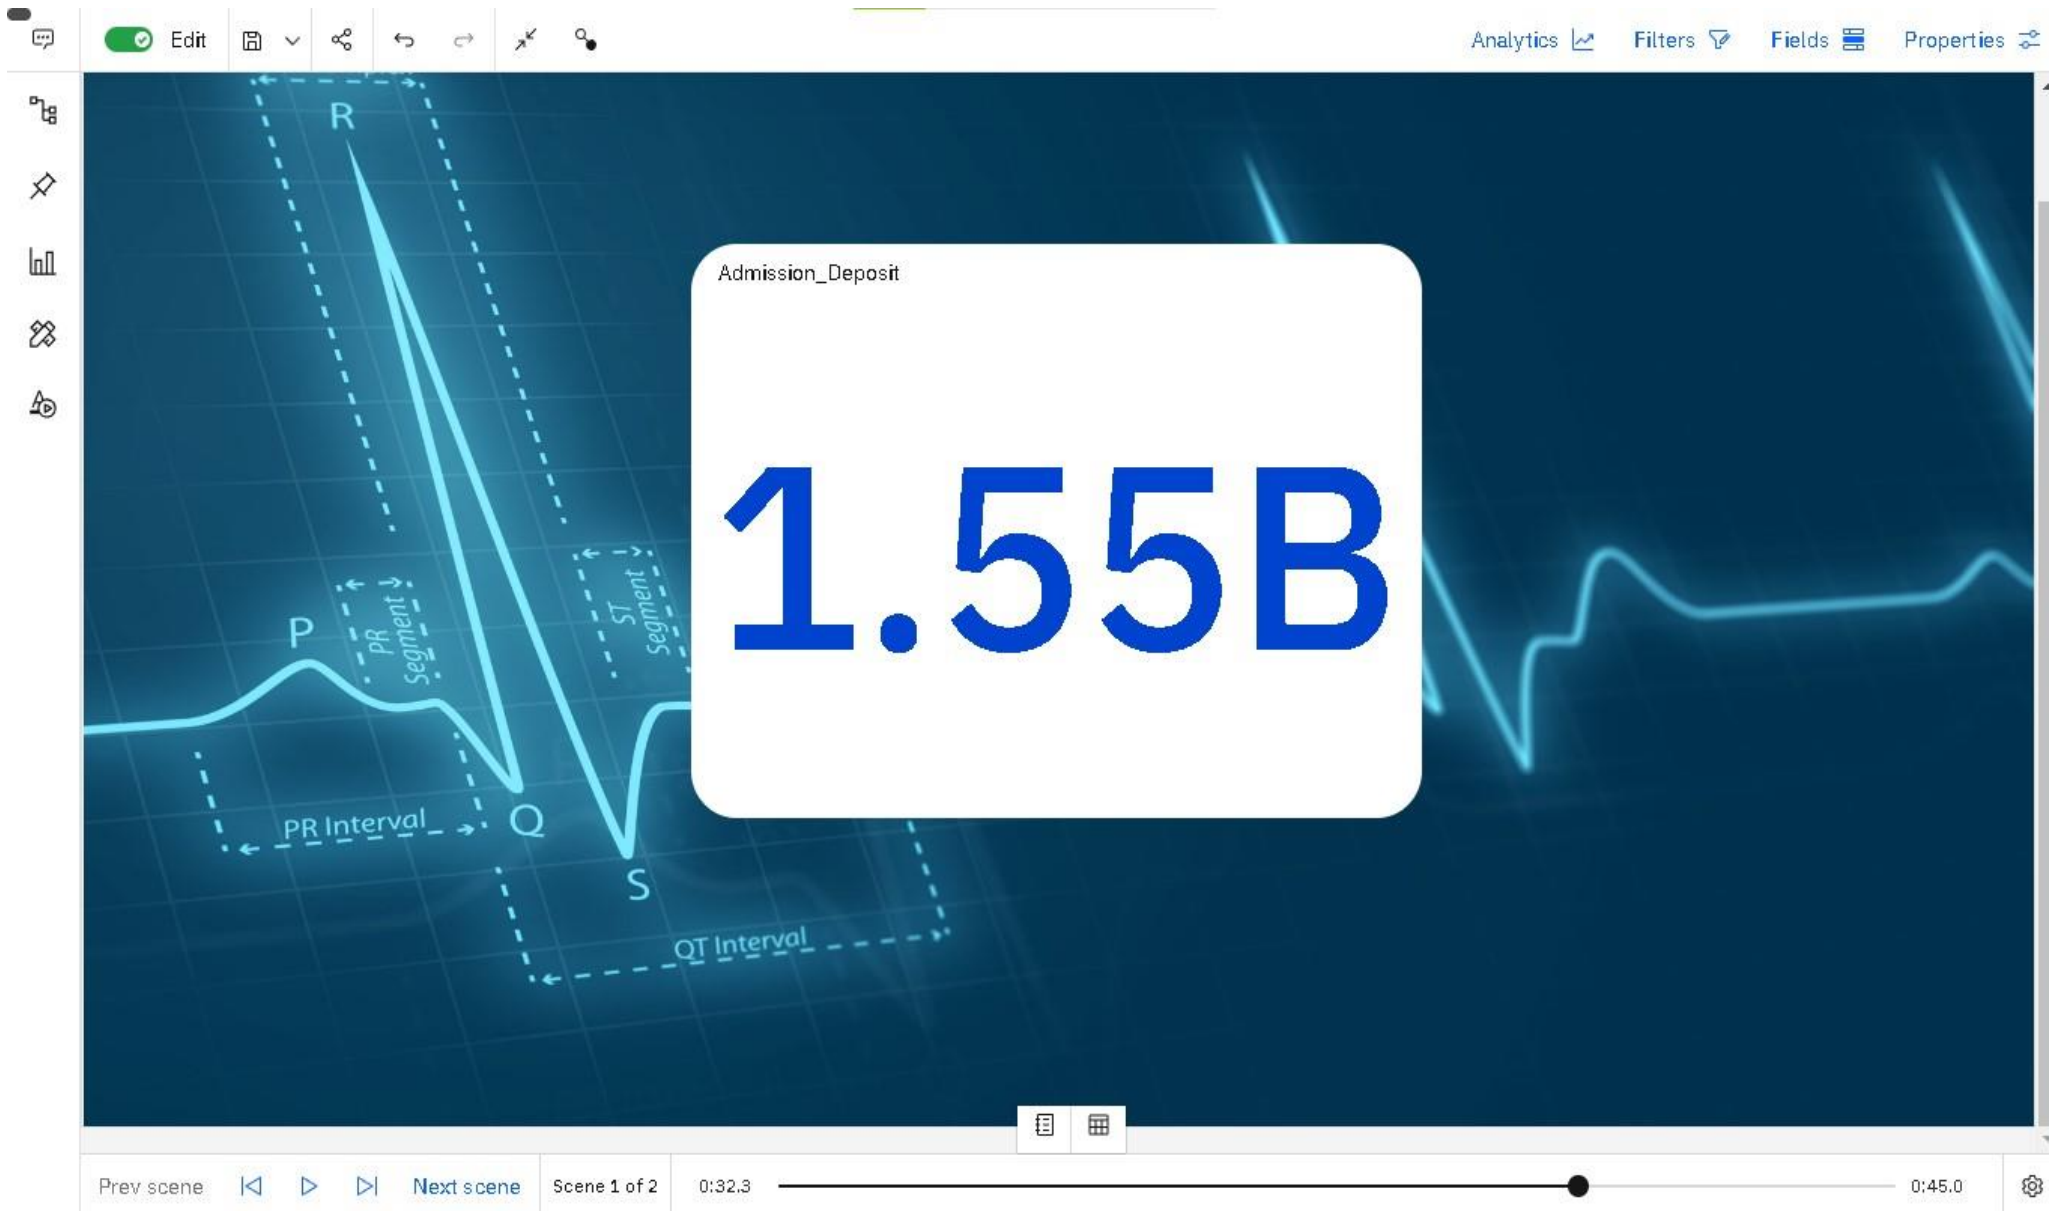 Edit
Analytics
Filters
Fields
Properties
R
Admission_Deposit
1.55B
P
PR
Segment
ST
Segment
PR Interval
Q
S
QT Interval
Prev scene
Next scene
Scene 1 of 2
0:32.3
0:45.0